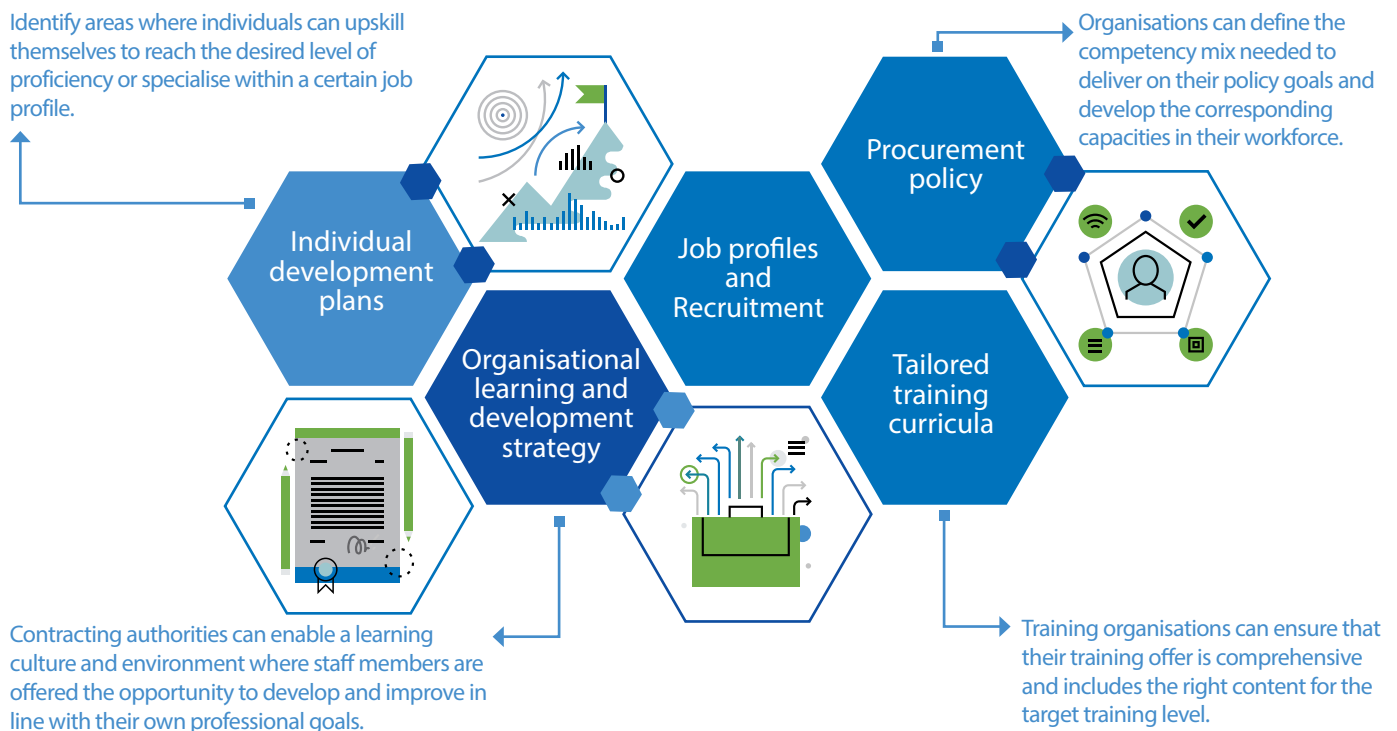 Identify areas where individuals can upskill
themselves to reach the desired level of
proficiency or specialise within a certain job
profile.
Organisations can define the
competency mix needed to
deliver on their policy goals and
develop the corresponding
capacities in their workforce.
Procurement
policy
Individual
development
plans
Job profiles
and
Recruitment
Organisational
learning and
development
strategy
Tailored
training
curricula
Contracting authorities can enable a learning
culture and environment where staff members are
offered the opportunity to develop and improve in
line with their own professional goals.
Training organisations can ensure that
their training offer is comprehensive
and includes the right content for the
target training level.